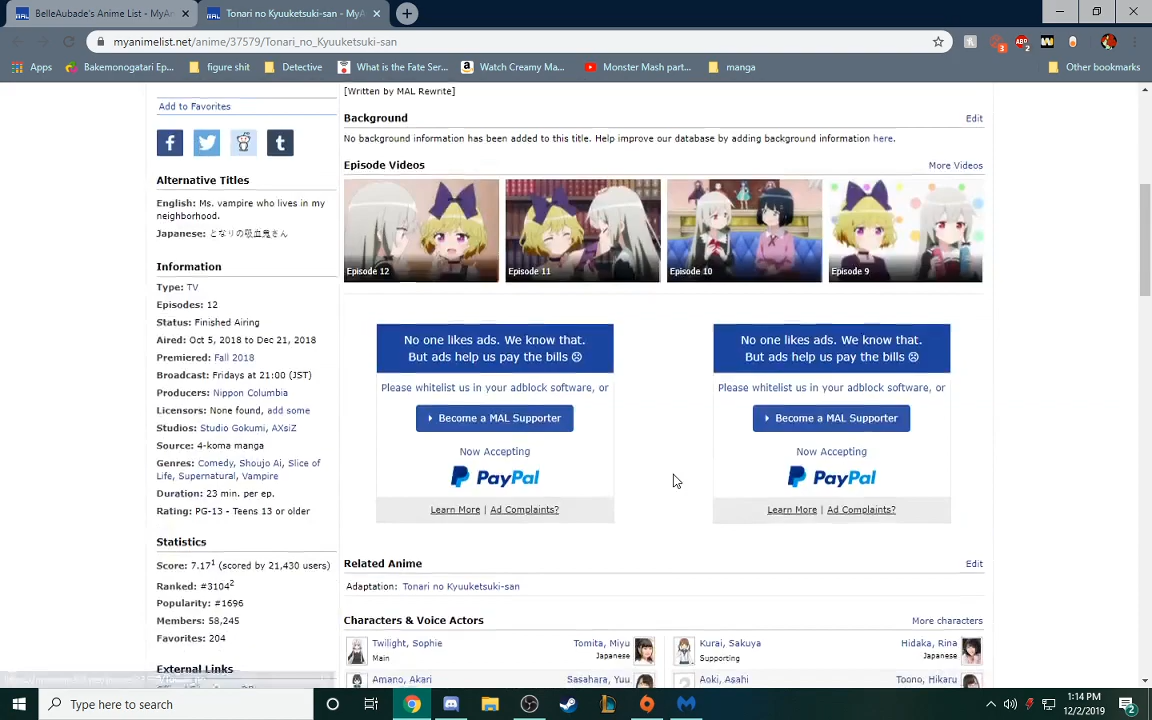 BelleAubade's Anime List - MyA
Tonari no Kyuuketsuki-san - MyA
myanimelist.net/anime/37579/Tonari_no_Kyuuketsuki-san
Apps
Bakemonogatari Ep...
figure shit
Detective
What is the Fate Ser...
Watch Creamy Ma...
Monster Mash part...
manga
Other bookmarks
3
ABP
2
Add to Favorites
Alternative Titles
English: Ms. vampire who lives in my
neighborhood.
Japanese: となりの吸血鬼さん
Information
Type: TV
Episodes: 12
Status: Finished Airing
Aired: Oct 5, 2018 to Dec 21, 2018
Premiered: Fall 2018
Broadcast: Fridays at 21:00 (JST)
Producers: Nippon Columbia
Licensors: None found, add some
Studios: Studio Gokumi, AXsiZ
Source: 4-koma manga
Genres: Comedy, Shoujo Ai, Slice of
Life, Supernatural, Vampire
Duration: 23 min. per ep.
Rating: PG-13 - Teens 13 or older
Statistics
Score: 7.17¹ (scored by 21,430 users)
Ranked: #3104²
Popularity: #1696
Members: 58,245
Favorites: 204
External Links
[Written by MAL Rewrite]
Background
Edit
No background information has been added to this title. Help improve our database by adding background information here.
Episode Videos
More Videos
Episode 12
Episode 11
Episode 10
Episode 9
No one likes ads. We know that.
But ads help us pay the bills ☹
Please whitelist us in your adblock software, or
Become a MAL Supporter
Now Accepting
PayPal
Learn More | Ad Complaints?
No one likes ads. We know that.
But ads help us pay the bills ☹
Please whitelist us in your adblock software, or
Become a MAL Supporter
Now Accepting
PayPal
Learn More | Ad Complaints?
Related Anime
Edit
Adaptation: Tonari no Kyuuketsuki-san
Characters & Voice Actors
More characters
Twilight, Sophie
Main
Tomita, Miyu
Japanese
Kurai, Sakuya
Supporting
Hidaka, Rina
Japanese
Amano, Akari
Sasahara, Yuu
Aoki, Asahi
Toono, Hikaru
Type here to search
1:14 PM
12/2/2019
2